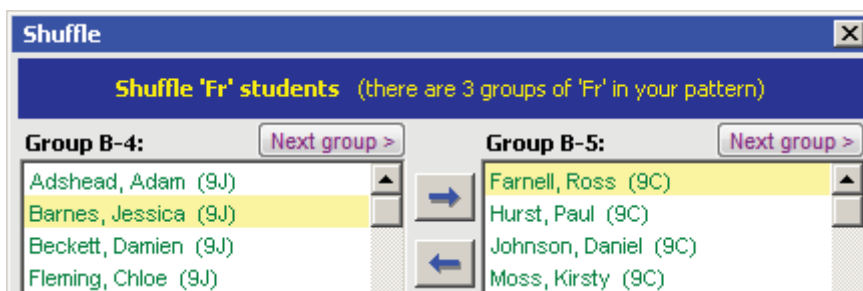 Shuffle
Shuffle 'Fr' students (there are 3 groups of 'Fr' in your pattern)
Group B-4: Next group >
Adshead, Adam (9J)
Barnes, Jessica (9J)
Beckett, Damien (9J)
Fleming, Chloe (9J)
Group B-5: Next group >
Farnell, Ross (9C)
Hurst, Paul (9C)
Johnson, Daniel (9C)
Moss, Kirsty (9C)